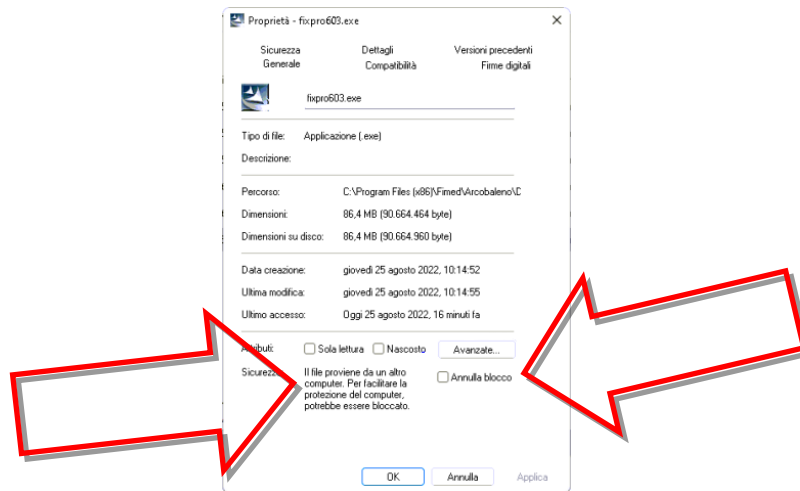 Proprietà - fixpro603.exe
Sicurezza Dettagli Versioni precedenti
Generale Compatibilità Firme digitali
fixpro603.exe
Tipo di file: Applicazione (.exe)
Descrizione:
Percorso: C:\Program Files (x86)\Fimed\Arcobaleno\D
Dimensioni: 86,4 MB (90.664.464 byte)
Dimensioni su disco: 86,4 MB (90.664.960 byte)
Data creazione: giovedì 25 agosto 2022, 10:14:52
Ultima modifica: giovedì 25 agosto 2022, 10:14:55
Ultimo accesso: Oggi 25 agosto 2022, 16 minuti fa
Attributi: Sola lettura Nascosto Avanzate...
Sicurezza: Il file proviene da un altro
computer. Per facilitare la Annulla blocco
protezione del computer,
potrebbe essere bloccato.
OK Annulla Applica